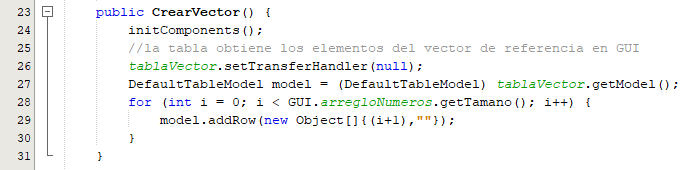 23 public CrearVector() {
24 initComponents();
25 //la tabla obtiene los elementos del vector de referencia en GUI
26 tablaVector.setTransferHandler(null);
27 DefaultTableModel model = (DefaultTableModel) tablaVector.getModel();
28 for (int i = 0; i < GUI.arregloNumeros.getTamano(); i++) {
29 model.addRow(new Object[]{(i+1),""});
30 }
31 }